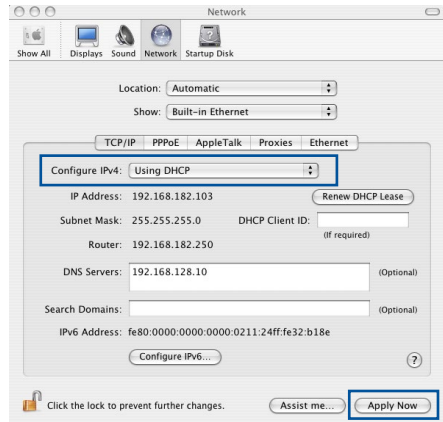 Network
Show All Displays Sound Network Startup Disk
Location: Automatic
Show: Built-in Ethernet
TCP/IP PPPoE AppleTalk Proxies Ethernet
Configure IPv4: Using DHCP
IP Address: 192.168.182.103 Renew DHCP Lease
Subnet Mask: 255.255.255.0 DHCP Client ID:
(If required)
Router: 192.168.182.250
DNS Servers: 192.168.128.10 (Optional)
Search Domains: (Optional)
IPv6 Address: fe80:0000:0000:0000:0211:24ff:fe32:b18e
Configure IPv6... ?
Click the lock to prevent further changes. Assist me... Apply Now